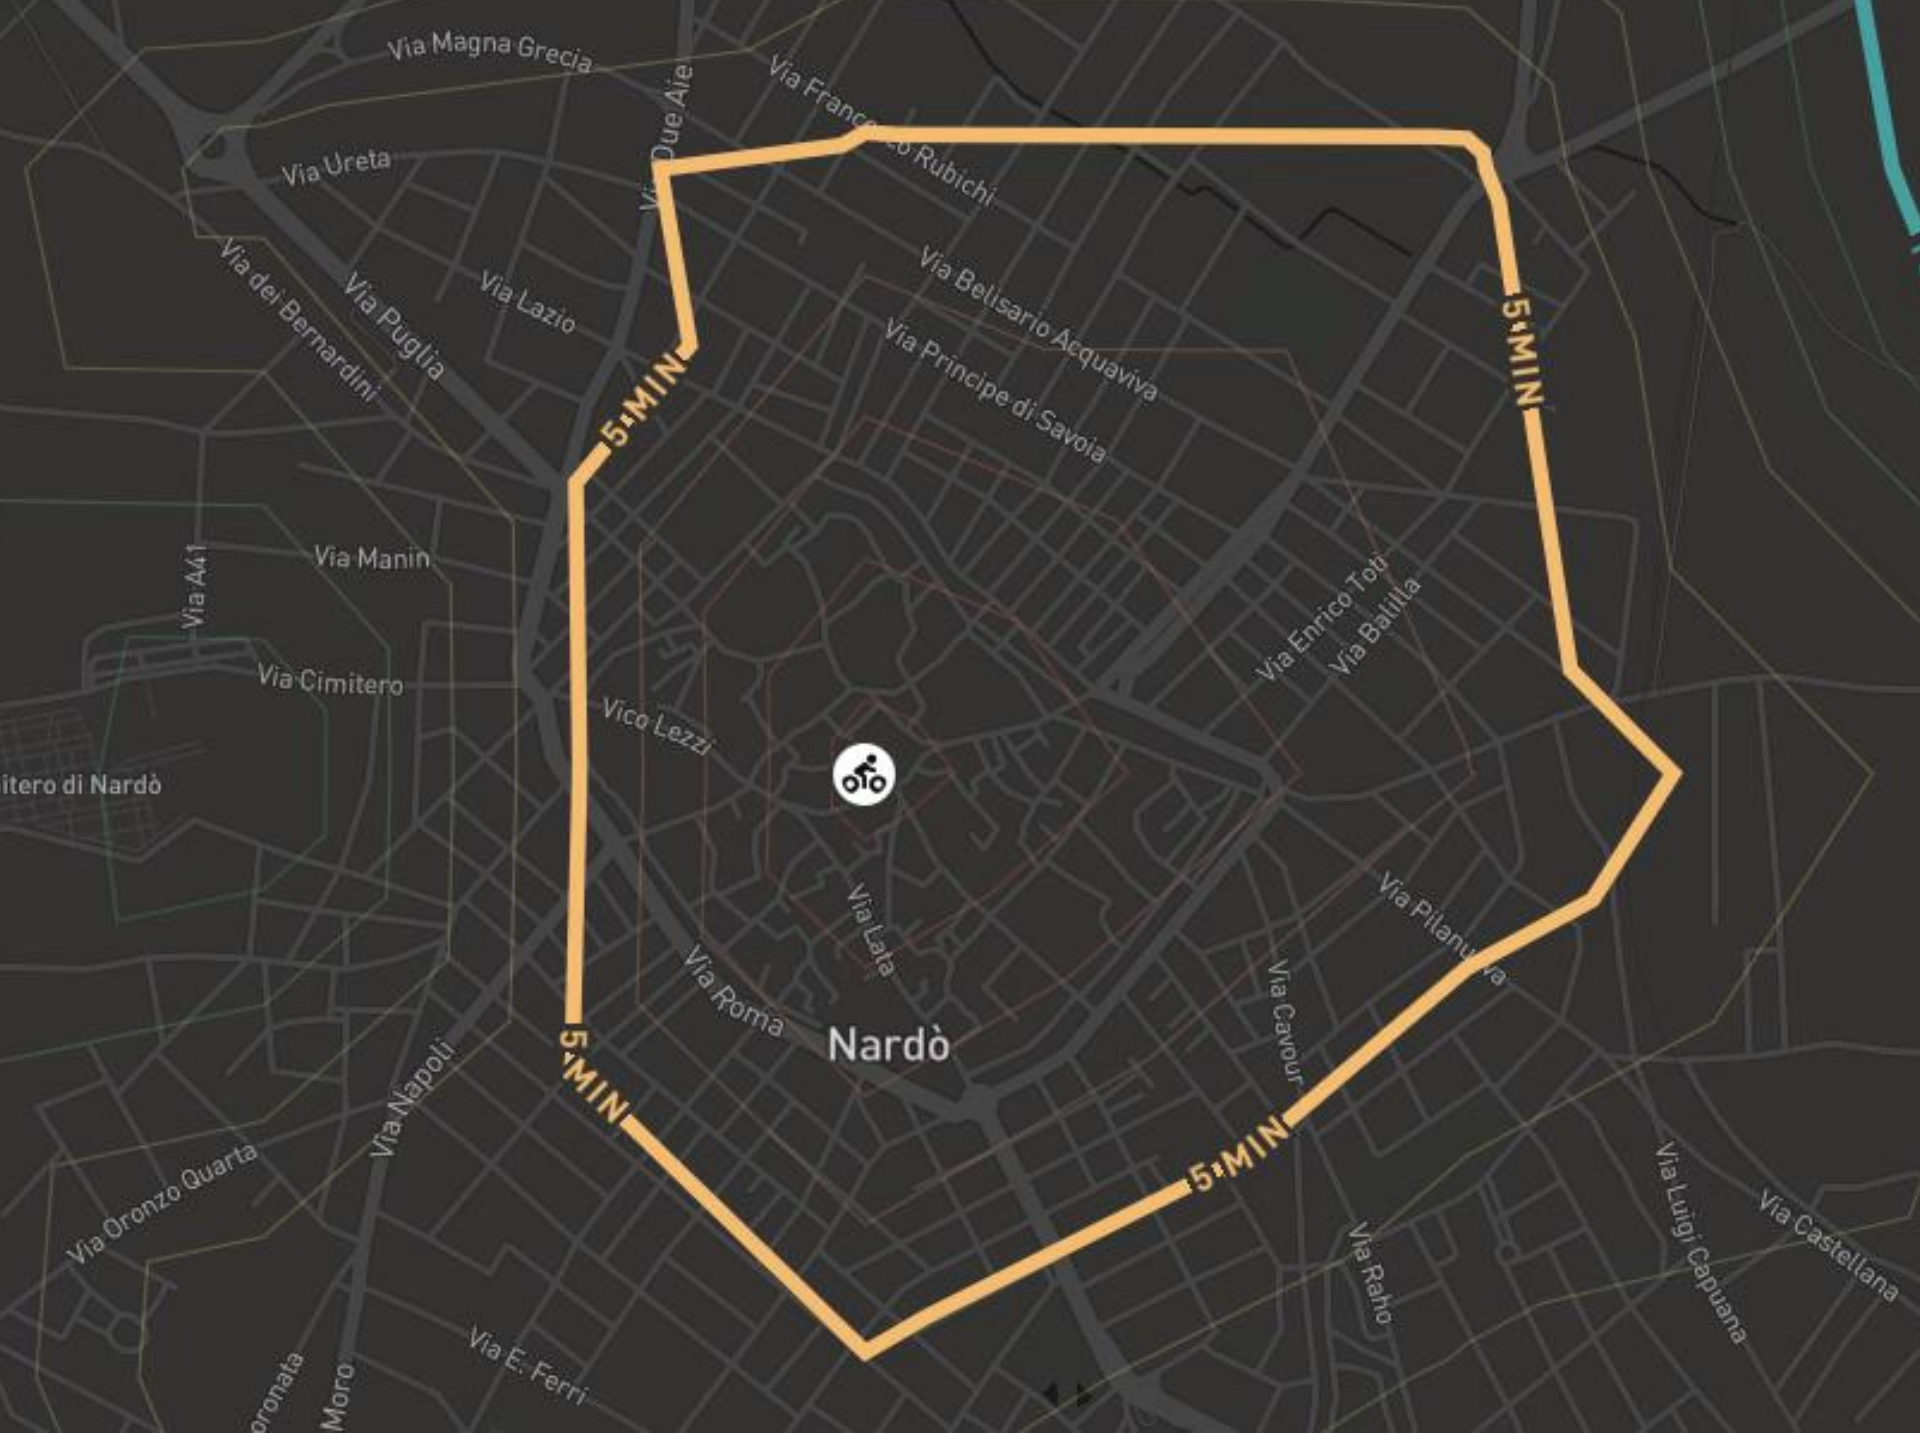 Via Magna Grecia
Via Francesco Rubichi
Via Due Aie
Via Ureta
Via dei Bernardini
Via Puglia
Via Lazio
Via Belisario Acquaviva
Via Principe di Savoia
5 MIN
5 MIN
Via A41
Via Manin
Via Enrico Toti
Via Balilla
Via Cimitero
Vico Lezzi
itero di Nardò
Via Lata
Via Pilanuova
Via Roma
Via Cavour
Nardò
5 MIN
Via Napoli
5 MIN
Via Oronzo Quarta
Via Luigi Capuana
Via Castellana
Via Raho
Via E. Ferri
oronata
Moro